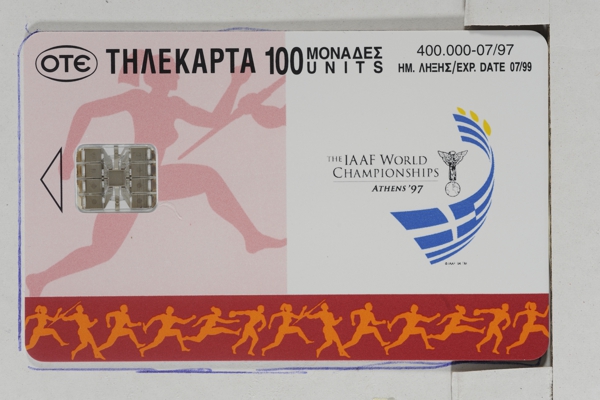 OTE ΤΗΛΕΚΑΡΤΑ 100 ΜΟΝΑΔΕΣ UNITS
400.000-07/97
ΗΜ. ΛΗΞΗΣ/EXP. DATE 07/99
THE IAAF WORLD
CHAMPIONSHIPS
ATHENS '97